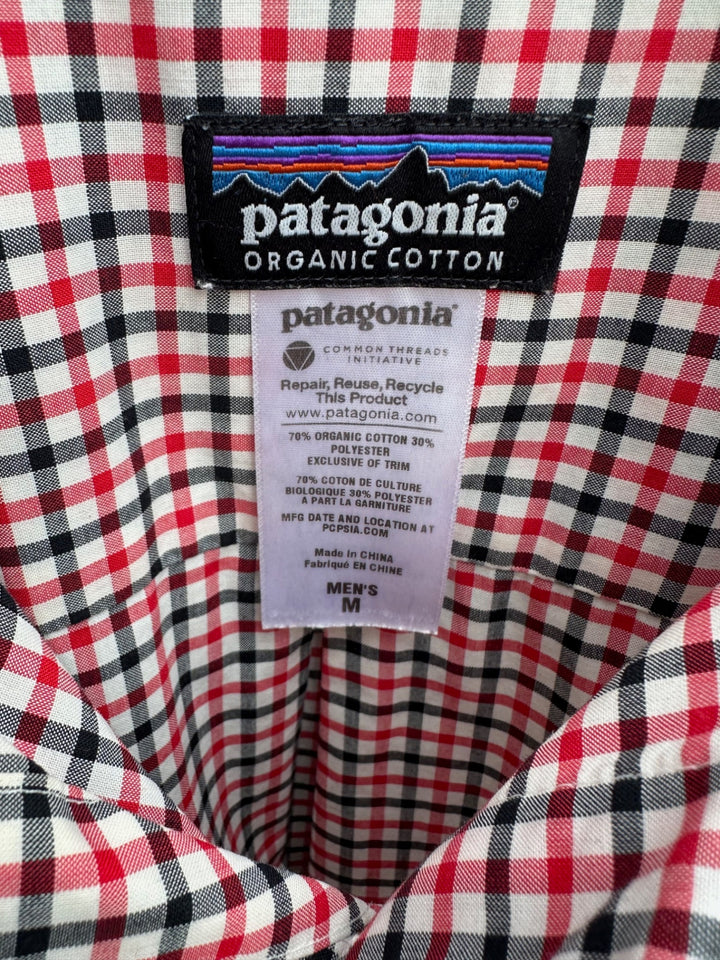 patagonia®
ORGANIC COTTON
patagonia®
COMMON THREADS
INITIATIVE
Repair, Reuse, Recycle
This Product
www.patagonia.com
70% ORGANIC COTTON 30%
POLYESTER
EXCLUSIVE OF TRIM
70% COTON DE CULTURE
BIOLOGIQUE 30% POLYESTER
A PART LA GARNITURE
MFG DATE AND LOCATION AT
PCPSIA.COM
Made in CHINA
Fabriqué EN CHINE
MEN'S
M